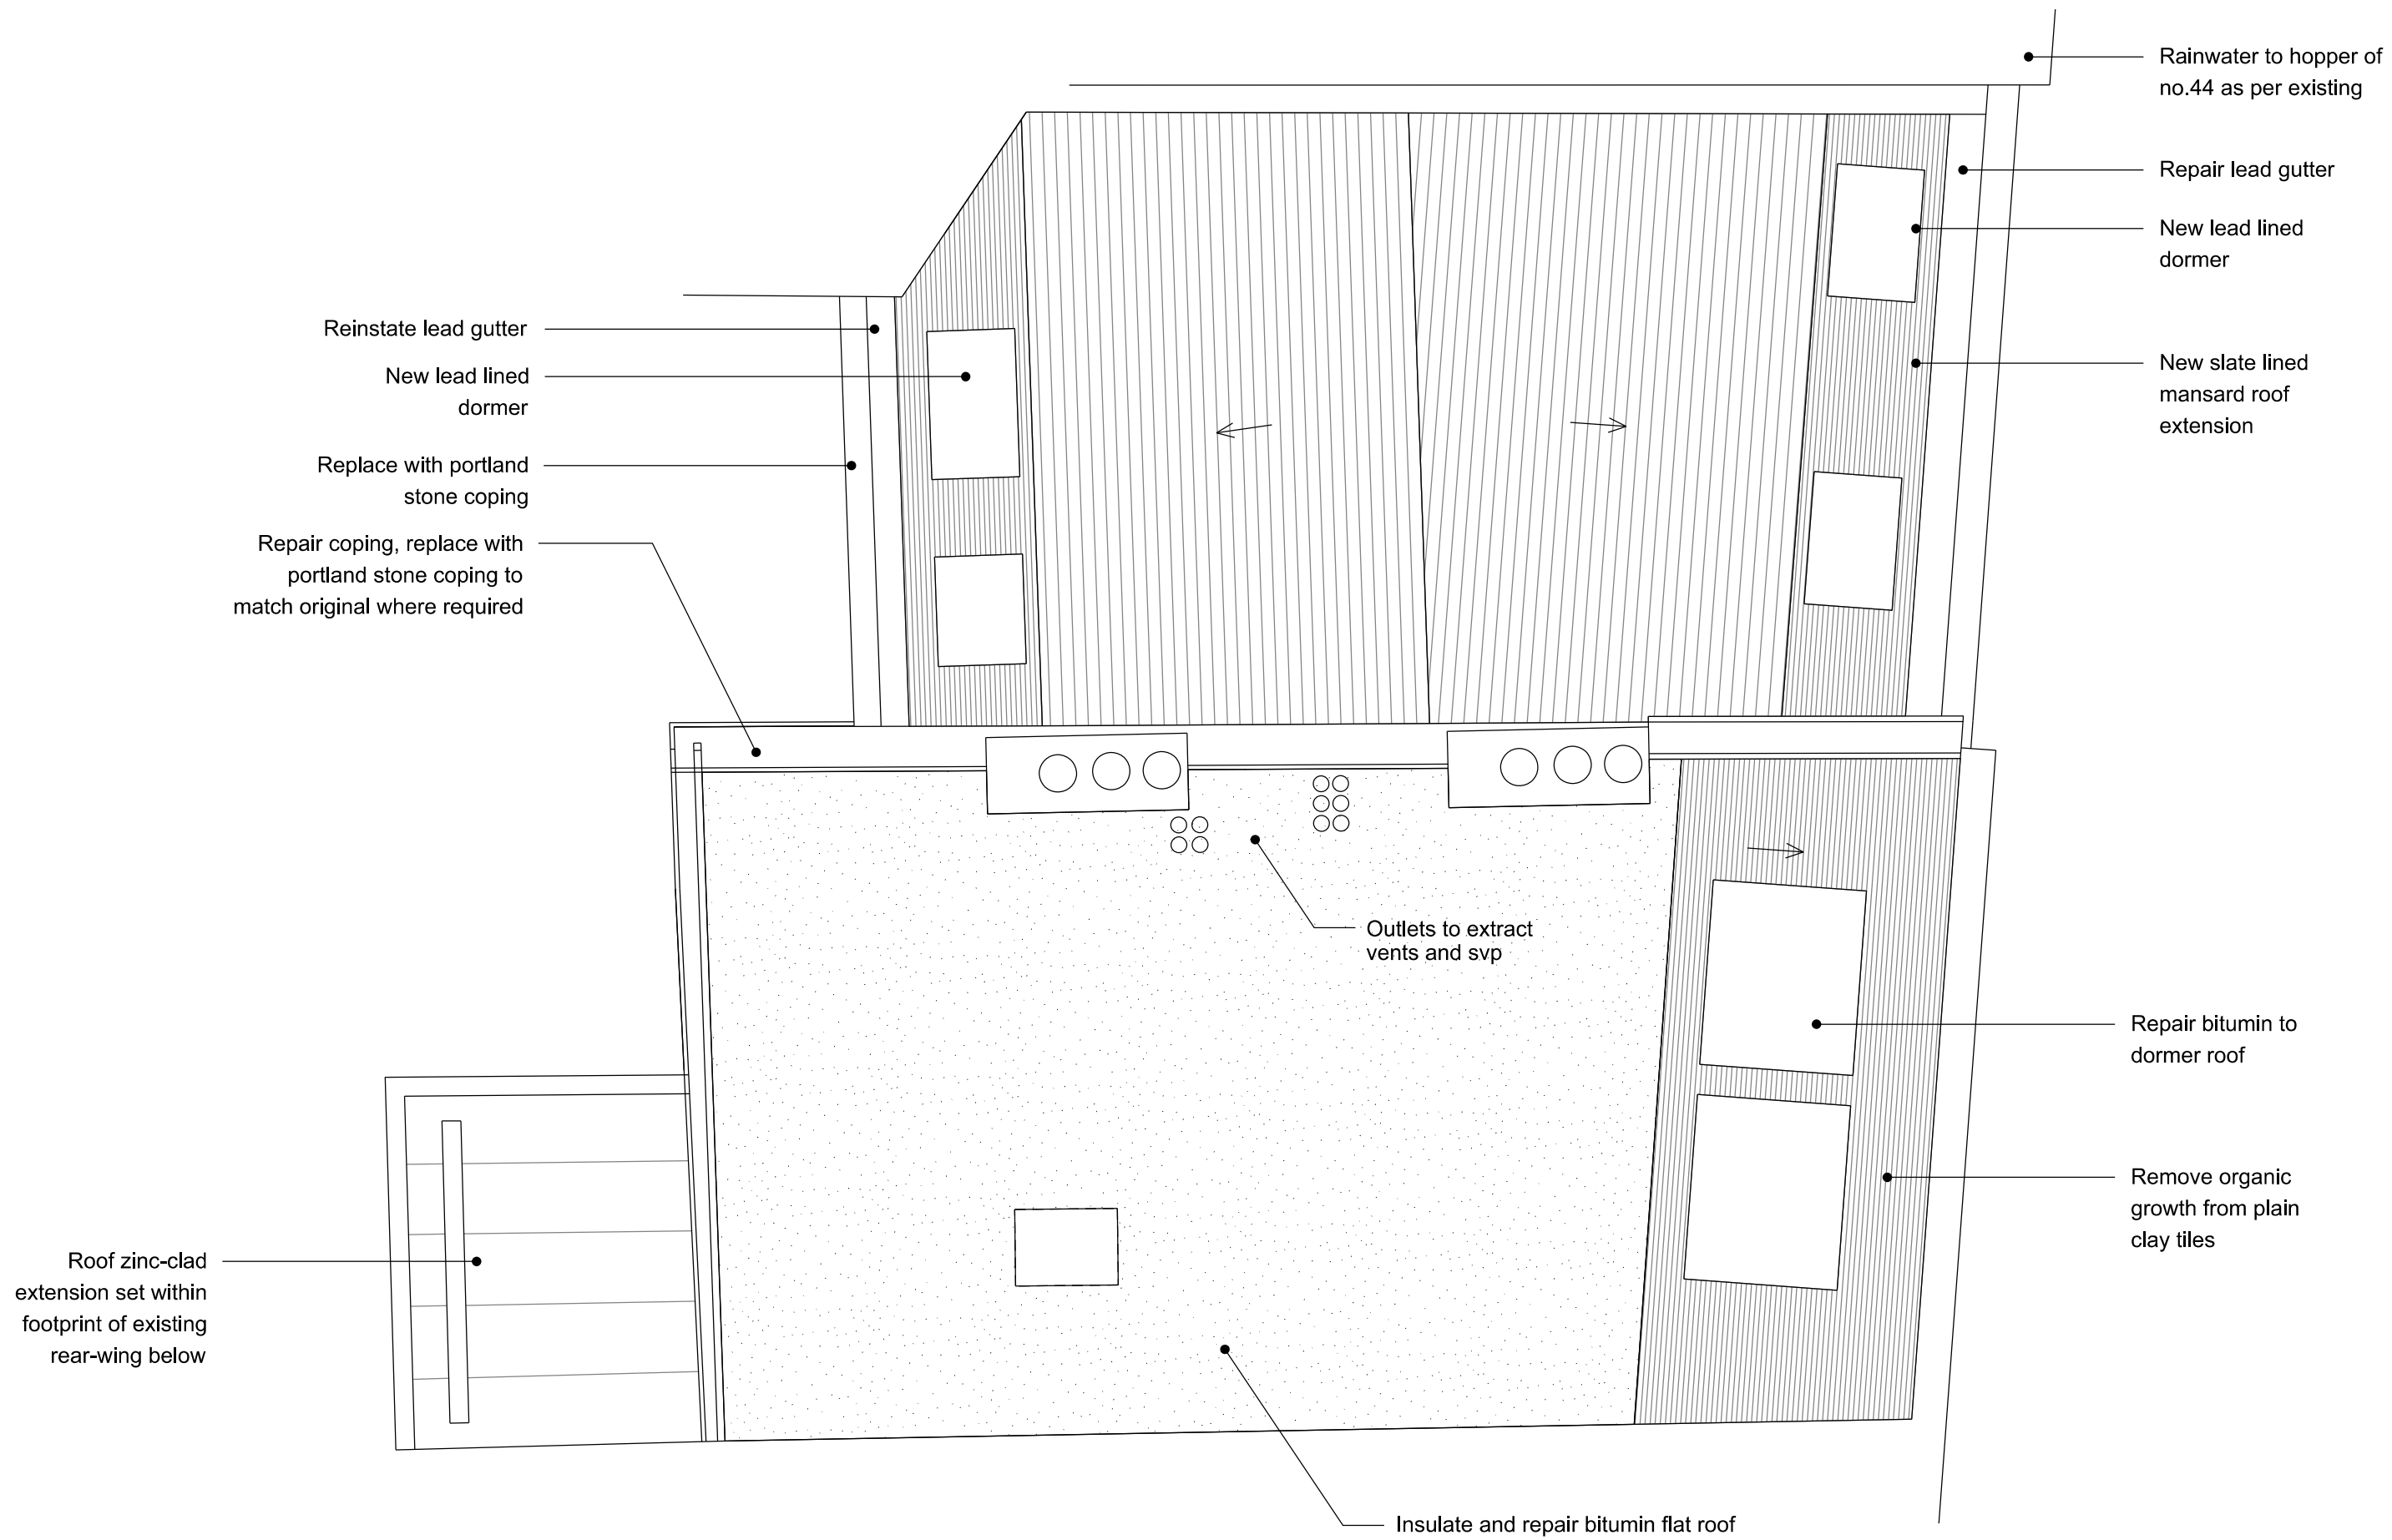 Rainwater to hopper of
no.44 as per existing
Repair lead gutter
New lead lined
dormer
New slate lined
mansard roof
extension
Reinstate lead gutter
New lead lined
dormer
Replace with portland
stone coping
Repair coping, replace with
portland stone coping to
match original where required
Outlets to extract
vents and svp
Repair bitumin to
dormer roof
Remove organic
growth from plain
clay tiles
Roof zinc-clad
extension set within
footprint of existing
rear-wing below
Insulate and repair bitumin flat roof